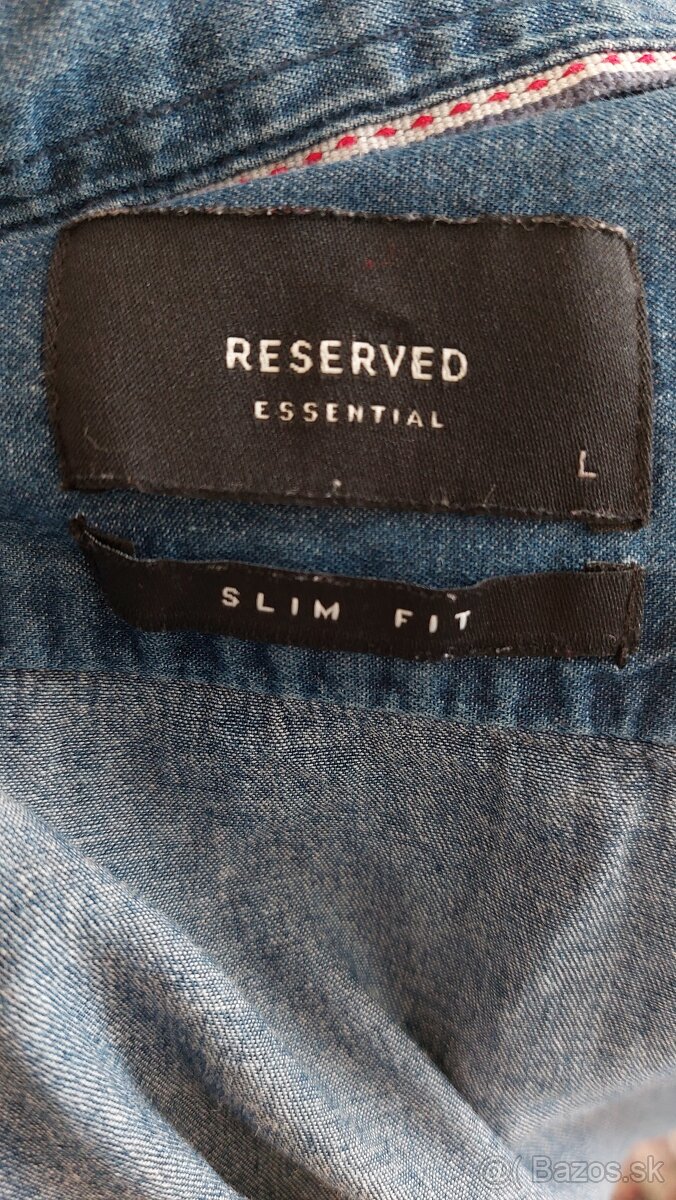 RESERVED
ESSENTIAL
L
SLIM FIT
@( Bazos.sk